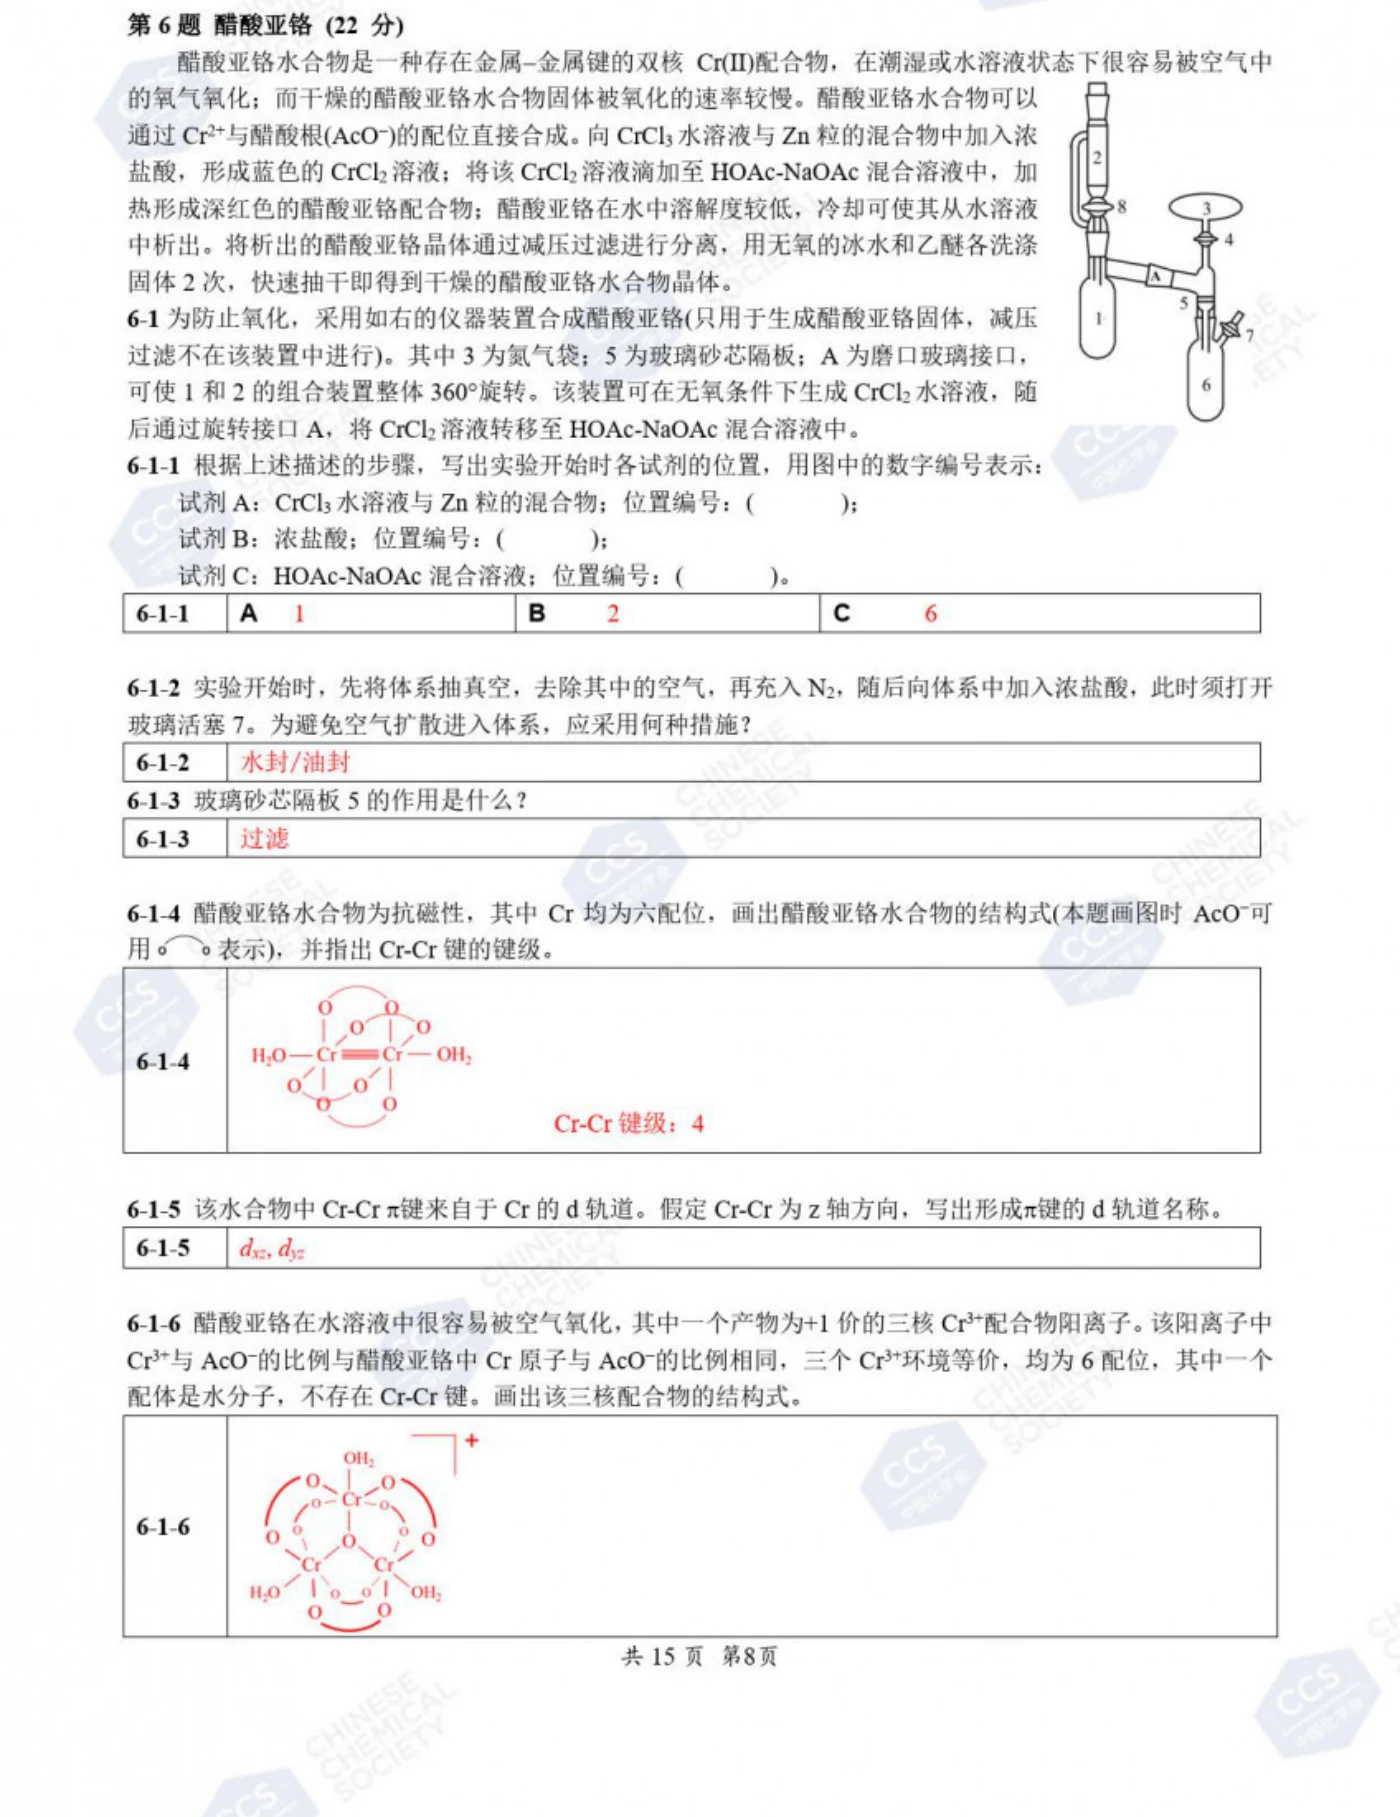 第 6 题 醋酸亚铬 (22 分)
醋酸亚铬水合物是一种存在金属–金属键的双核 Cr(II)配合物，在潮湿或水溶液状态下很容易被空气中
的氧气氧化；而干燥的醋酸亚铬水合物固体被氧化的速率较慢。醋酸亚铬水合物可以
通过 Cr²⁺与醋酸根(AcO⁻)的配位直接合成。向 CrCl₃ 水溶液与 Zn 粒的混合物中加入浓
盐酸，形成蓝色的 CrCl₂ 溶液；将该 CrCl₂ 溶液滴加至 HOAc-NaOAc 混合溶液中，加
热形成深红色的醋酸亚铬配合物；醋酸亚铬在水中溶解度较低，冷却可使其从水溶液
中析出。将析出的醋酸亚铬晶体通过减压过滤进行分离，用无氧的冰水和乙醚各洗涤
固体 2 次，快速抽干即得到干燥的醋酸亚铬水合物晶体。
2
8
3
4
A
5
1
7
6
6-1 为防止氧化，采用如右的仪器装置合成醋酸亚铬(只用于生成醋酸亚铬固体，减压
过滤不在该装置中进行)。其中 3 为氮气袋；5 为玻璃砂芯隔板；A 为磨口玻璃接口，
可使 1 和 2 的组合装置整体 360°旋转。该装置可在无氧条件下生成 CrCl₂ 水溶液，随
后通过旋转接口 A，将 CrCl₂ 溶液转移至 HOAc-NaOAc 混合溶液中。
6-1-1 根据上述描述的步骤，写出实验开始时各试剂的位置，用图中的数字编号表示：
试剂 A：CrCl₃ 水溶液与 Zn 粒的混合物；位置编号：( )；
试剂 B：浓盐酸；位置编号：( )；
试剂 C：HOAc-NaOAc 混合溶液；位置编号：( )。
6-1-1 A 1 B 2 C 6
6-1-2 实验开始时，先将体系抽真空，去除其中的空气，再充入 N₂，随后向体系中加入浓盐酸，此时须打开
玻璃活塞 7。为避免空气扩散进入体系，应采用何种措施？
6-1-2 水封/油封
6-1-3 玻璃砂芯隔板 5 的作用是什么？
6-1-3 过滤
6-1-4 醋酸亚铬水合物为抗磁性，其中 Cr 均为六配位，画出醋酸亚铬水合物的结构式(本题画图时 AcO⁻可
用 o o 表示)，并指出 Cr-Cr 键的键级。
6-1-4
O O
O O
H₂O Cr Cr OH₂
O O
O O
Cr-Cr 键级：4
6-1-5 该水合物中 Cr-Cr π键来自于 Cr 的 d 轨道。假定 Cr-Cr 为 z 轴方向，写出形成π键的 d 轨道名称。
6-1-5 dxz, dyz
6-1-6 醋酸亚铬在水溶液中很容易被空气氧化，其中一个产物为+1 价的三核 Cr³⁺配合物阳离子。该阳离子中
Cr³⁺与 AcO⁻的比例与醋酸亚铬中 Cr 原子与 AcO⁻的比例相同，三个 Cr³⁺环境等价，均为 6 配位，其中一个
配体是水分子，不存在 Cr-Cr 键。画出该三核配合物的结构式。
6-1-6
+
OH₂
O O
O Cr O
O O O O
O
Cr Cr
H₂O O O OH₂
O O
共 15 页 第8页
CCS
中国化学会
CHINESE
CHEMICAL
SOCIETY